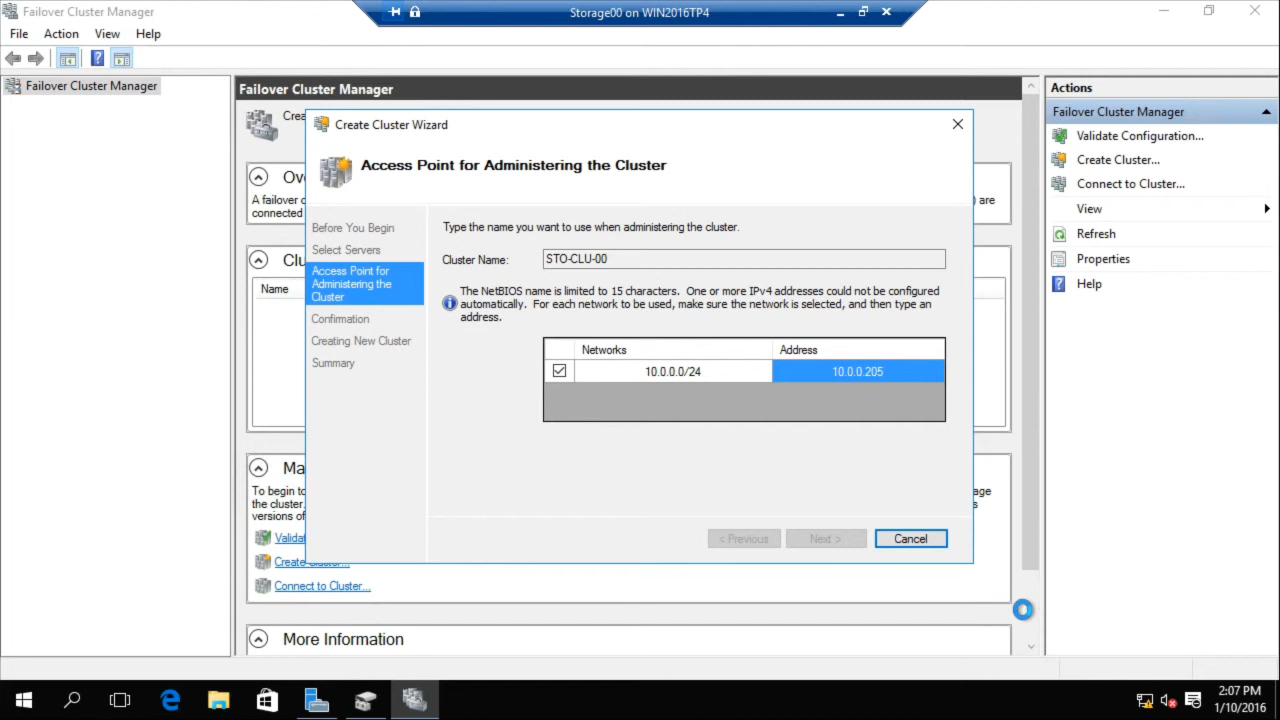 Failover Cluster Manager
Storage00 on WIN2016TP4
File Action View Help
Failover Cluster Manager
Failover Cluster Manager
Crea
Ov
A failover c
) are
connected
Clu
Name
Ma
To begin to
age
the cluster,
s
versions of
Validat
Create Cluster...
Connect to Cluster...
More Information
Create Cluster Wizard
Access Point for Administering the Cluster
Before You Begin
Select Servers
Access Point for
Administering the
Cluster
Confirmation
Creating New Cluster
Summary
Type the name you want to use when administering the cluster.
Cluster Name: STO-CLU-00
The NetBIOS name is limited to 15 characters. One or more IPv4 addresses could not be configured
automatically. For each network to be used, make sure the network is selected, and then type an
address.
Networks Address
10.0.0.0/24 10.0.0.205
< Previous Next > Cancel
Actions
Failover Cluster Manager
Validate Configuration...
Create Cluster...
Connect to Cluster...
View
Refresh
Properties
Help
2:07 PM
1/10/2016